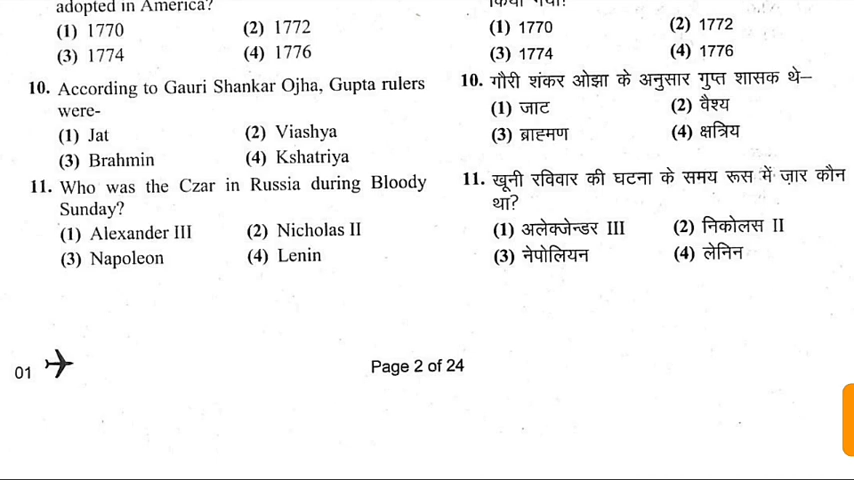 adopted in America?
(1) 1770 (2) 1772
(3) 1774 (4) 1776
10. According to Gauri Shankar Ojha, Gupta rulers
were-
(1) Jat (2) Viashya
(3) Brahmin (4) Kshatriya
11. Who was the Czar in Russia during Bloody
Sunday?
(1) Alexander III (2) Nicholas II
(3) Napoleon (4) Lenin
(1) 1770 (2) 1772
(3) 1774 (4) 1776
10. गौरी शंकर ओझा के अनुसार गुप्त शासक थे–
(1) जाट (2) वैश्य
(3) ब्राह्मण (4) क्षत्रिय
11. खूनी रविवार की घटना के समय रूस में ज़ार कौन
था?
(1) अलेक्जेन्डर III (2) निकोलस II
(3) नेपोलियन (4) लेनिन
01
Page 2 of 24